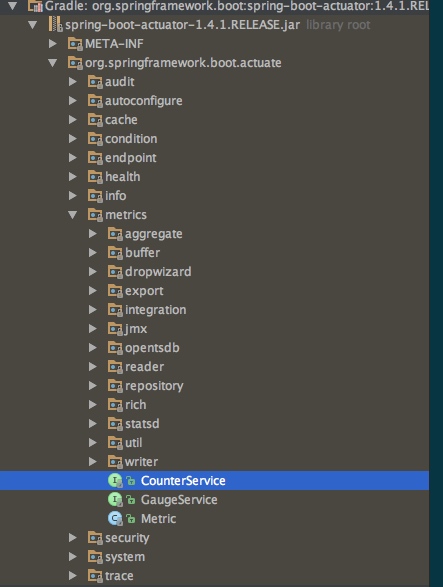 Gradle: org.springframework.boot:spring-boot-actuator:1.4.1.REL
spring-boot-actuator-1.4.1.RELEASE.jar library root
META-INF
org.springframework.boot.actuate
audit
autoconfigure
cache
condition
endpoint
health
info
metrics
aggregate
buffer
dropwizard
export
integration
jmx
opentsdb
reader
repository
rich
statsd
util
writer
I CounterService
I GaugeService
C Metric
security
system
trace